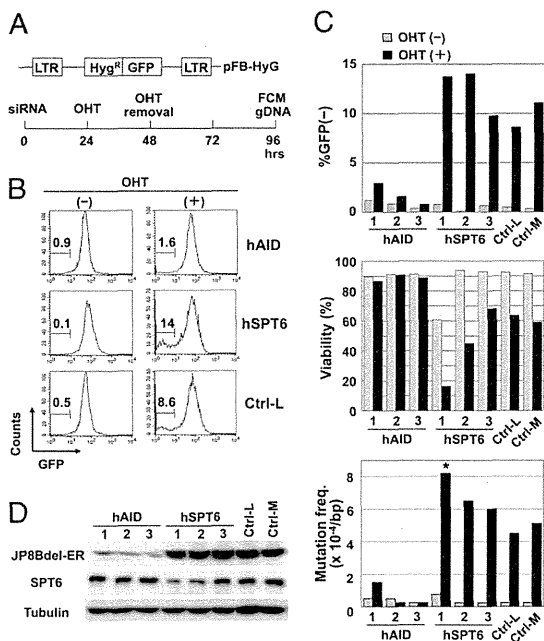 A
LTR
Hyg^R
GFP
LTR
pFB-HyG
siRNA
OHT
OHT
removal
FCM
gDNA
0
24
48
72
96
hrs
B
OHT
(-)
(+)
0.9
1.6
hAID
0.1
14
hSPT6
0.5
8.6
Ctrl-L
Counts
GFP
C
OHT (-)
OHT (+)
%GFP(-)
15
10
5
0
1 2 3 1 2 3 Ctrl-L Ctrl-M
hAID hSPT6
Viability (%)
100
80
60
40
20
0
1 2 3 1 2 3 Ctrl-L Ctrl-M
hAID hSPT6
Mutation freq.
(x 10⁻⁴/bp)
8
6
4
2
0
*
1 2 3 1 2 3 Ctrl-L Ctrl-M
hAID hSPT6
D
hAID hSPT6 Ctrl-L Ctrl-M
1 2 3 1 2 3
JP8Bdel-ER
SPT6
Tubulin